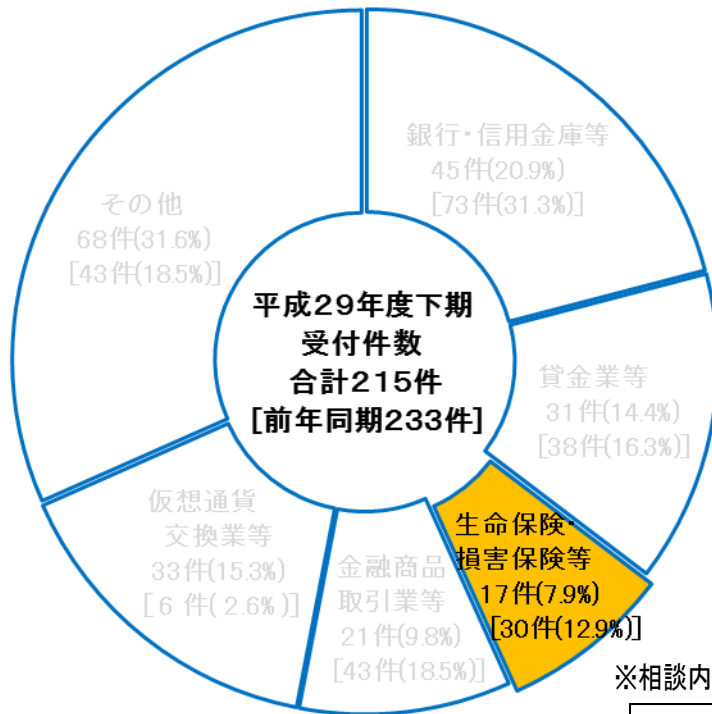 銀行・信用金庫等
45件(20.9%)
[73件(31.3%)]
貸金業等
31件(14.4%)
[38件(16.3%)]
生命保険・
損害保険等
17件(7.9%)
[30件(12.9%)]
金融商品
取引業等
21件(9.8%)
[43件(18.5%)]
仮想通貨
交換業等
33件(15.3%)
[6 件( 2.6%)]
その他
68件(31.6%)
[43件(18.5%)]
平成29年度下期
受付件数
合計215件
[前年同期233件]
※相談内